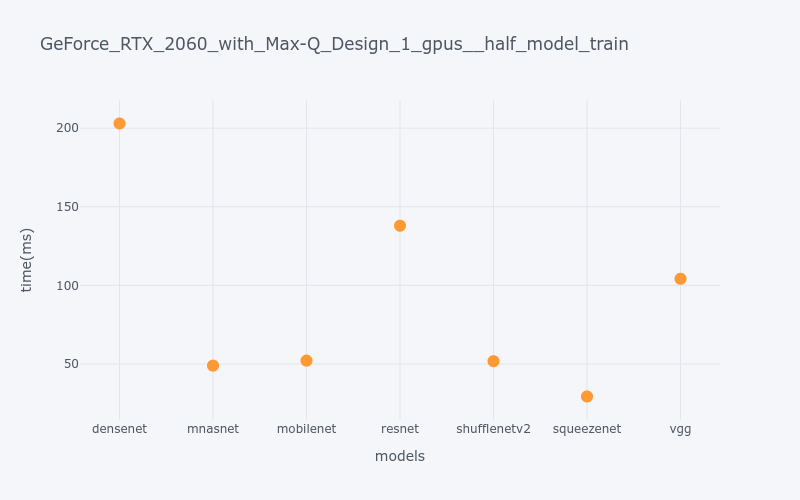 GeForce_RTX_2060_with_Max-Q_Design_1_gpus__half_model_train
200
150
100
50
time(ms)
densenet mnasnet mobilenet resnet shufflenetv2 squeezenet vgg
models